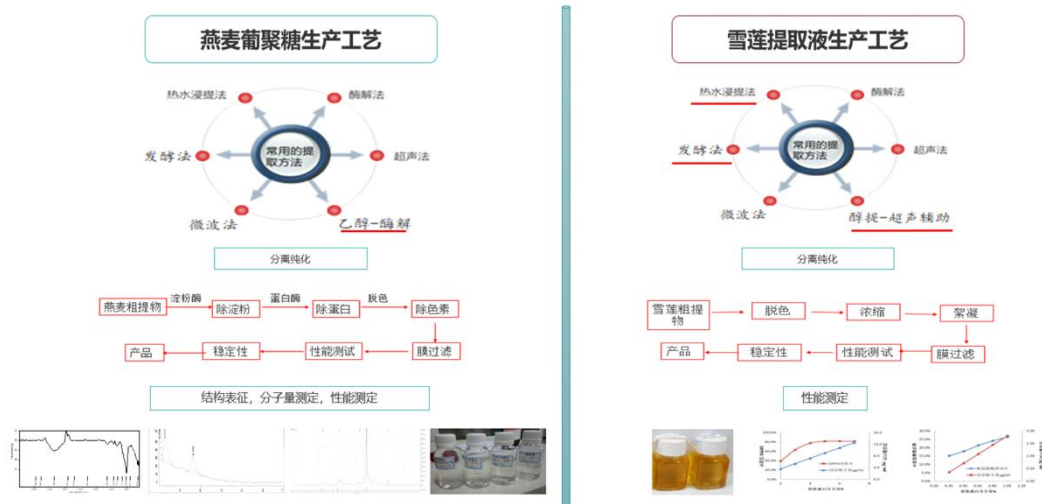 燕麦葡聚糖生产工艺
热水浸提法
酶解法
发酵法
常用的提
取方法
超声法
微波法
乙醇-酶解
分离纯化
燕麦粗提物
淀粉酶
除淀粉
蛋白酶
除蛋白
脱色
除色素
产品
稳定性
性能测试
膜过滤
结构表征，分子量测定，性能测定
雪莲提取液生产工艺
热水浸提法
酶解法
发酵法
常用的提
取方法
超声法
微波法
醇提-超声辅助
分离纯化
雪莲粗提
物
脱色
浓缩
絮凝
产品
稳定性
性能测试
膜过滤
性能测定